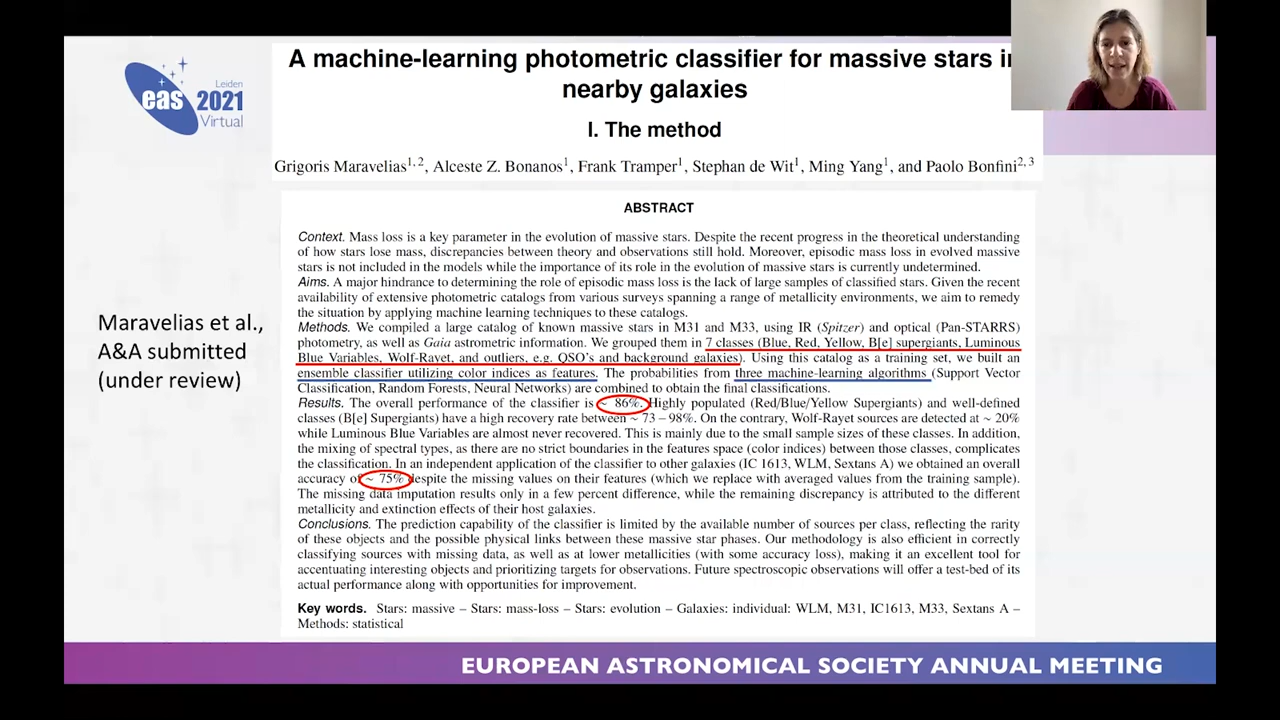 A machine-learning photometric classifier for massive stars in
nearby galaxies
I. The method
Grigoris Maravelias1,2, Alceste Z. Bonanos1, Frank Tramper1, Stephan de Wit1, Ming Yang1, and Paolo Bonfini2,3
Leiden
eas 2021
Virtual
ABSTRACT
Context. Mass loss is a key parameter in the evolution of massive stars. Despite the recent progress in the theoretical understanding
of how stars lose mass, discrepancies between theory and observations still hold. Moreover, episodic mass loss in evolved massive
stars is not included in the models while the importance of its role in the evolution of massive stars is currently undetermined.
Aims. A major hindrance to determining the role of episodic mass loss is the lack of large samples of classified stars. Given the recent
availability of extensive photometric catalogs from various surveys spanning a range of metallicity environments, we aim to remedy
the situation by applying machine learning techniques to these catalogs.
Methods. We compiled a large catalog of known massive stars in M31 and M33, using IR (Spitzer) and optical (Pan-STARRS)
photometry, as well as Gaia astrometric information. We grouped them in 7 classes (Blue, Red, Yellow, B[e] supergiants, Luminous
Blue Variables, Wolf-Rayet, and outliers, e.g. QSO's and background galaxies). Using this catalog as a training set, we built an
ensemble classifier utilizing color indices as features. The probabilities from three machine-learning algorithms (Support Vector
Classification, Random Forests, Neural Networks) are combined to obtain the final classifications.
Results. The overall performance of the classifier is ~ 86%. Highly populated (Red/Blue/Yellow Supergiants) and well-defined
classes (B[e] Supergiants) have a high recovery rate between ~ 73 – 98%. On the contrary, Wolf-Rayet sources are detected at ~ 20%
while Luminous Blue Variables are almost never recovered. This is mainly due to the small sample sizes of these classes. In addition,
the mixing of spectral types, as there are no strict boundaries in the features space (color indices) between those classes, complicates
the classification. In an independent application of the classifier to other galaxies (IC 1613, WLM, Sextans A) we obtained an overall
accuracy of ~ 75% despite the missing values on their features (which we replace with averaged values from the training sample).
The missing data imputation results only in a few percent difference, while the remaining discrepancy is attributed to the different
metallicity and extinction effects of their host galaxies.
Conclusions. The prediction capability of the classifier is limited by the available number of sources per class, reflecting the rarity
of these objects and the possible physical links between these massive star phases. Our methodology is also efficient in correctly
classifying sources with missing data, as well as at lower metallicities (with some accuracy loss), making it an excellent tool for
accentuating interesting objects and prioritizing targets for observations. Future spectroscopic observations will offer a test-bed of its
actual performance along with opportunities for improvement.
Key words. Stars: massive – Stars: mass-loss – Stars: evolution – Galaxies: individual: WLM, M31, IC1613, M33, Sextans A –
Methods: statistical
Maravelias et al.,
A&A submitted
(under review)
EUROPEAN ASTRONOMICAL SOCIETY ANNUAL MEETING